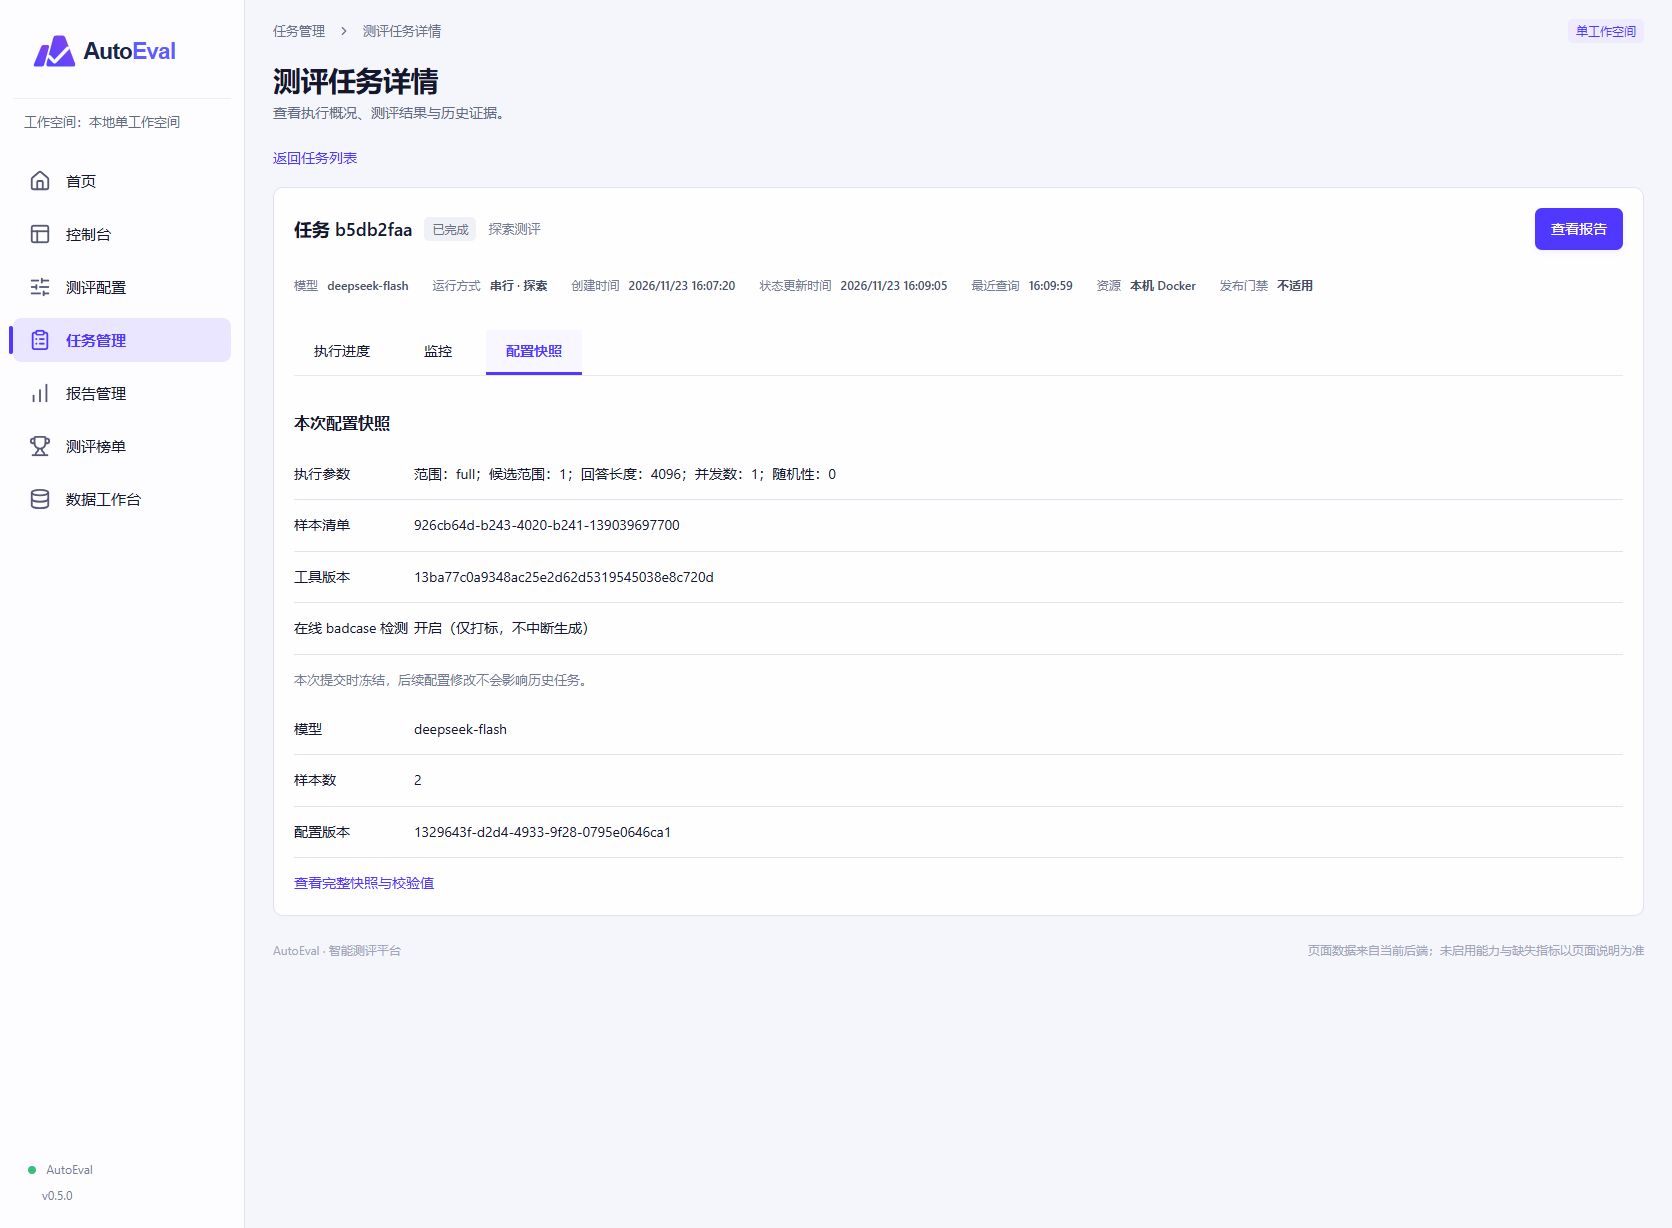 AutoEval
工作空间：本地单工作空间
首页
控制台
测评配置
任务管理
报告管理
测评榜单
数据工作台
AutoEval
v0.5.0
任务管理 > 测评任务详情
单工作空间
测评任务详情
查看执行概况、测评结果与历史证据。
返回任务列表
任务 b5db2faa 已完成 探索测评
查看报告
模型 deepseek-flash 运行方式 串行 · 探索 创建时间 2026/11/23 16:07:20 状态更新时间 2026/11/23 16:09:05 最近查询 16:09:59 资源 本机 Docker 发布门禁 不适用
执行进度 监控 配置快照
本次配置快照
执行参数 范围：full；候选范围：1；回答长度：4096；并发数：1；随机性：0
样本清单 926cb64d-b243-4020-b241-139039697700
工具版本 13ba77c0a9348ac25e2d62d5319545038e8c720d
在线 badcase 检测 开启（仅打标，不中断生成）
本次提交时冻结，后续配置修改不会影响历史任务。
模型 deepseek-flash
样本数 2
配置版本 1329643f-d2d4-4933-9f28-0795e0646ca1
查看完整快照与校验值
AutoEval · 智能测评平台
页面数据来自当前后端；未启用能力与缺失指标以页面说明为准